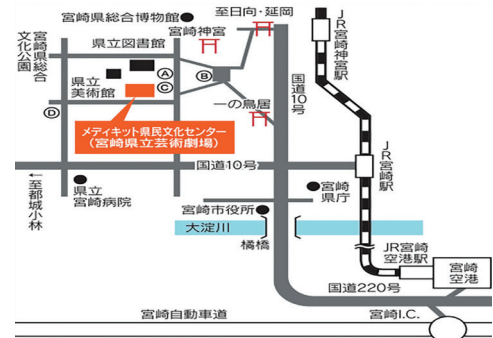 宮崎県総合博物館
至日向・延岡
宮崎県総合
文化公園
県立図書館
宮崎神宮
JR宮崎神宮駅
県立
美術館
Ⓐ
Ⓒ
Ⓑ
Ⓓ
一の鳥居
国道10号
メディキット県民文化センター
(宮崎県立芸術劇場)
国道10号
JR宮崎駅
←至都城小林
県立
宮崎病院
宮崎
県庁
宮崎市役所
大淀川
橘橋
JR宮崎
空港駅
宮崎
空港
国道220号
宮崎自動車道
宮崎I.C.